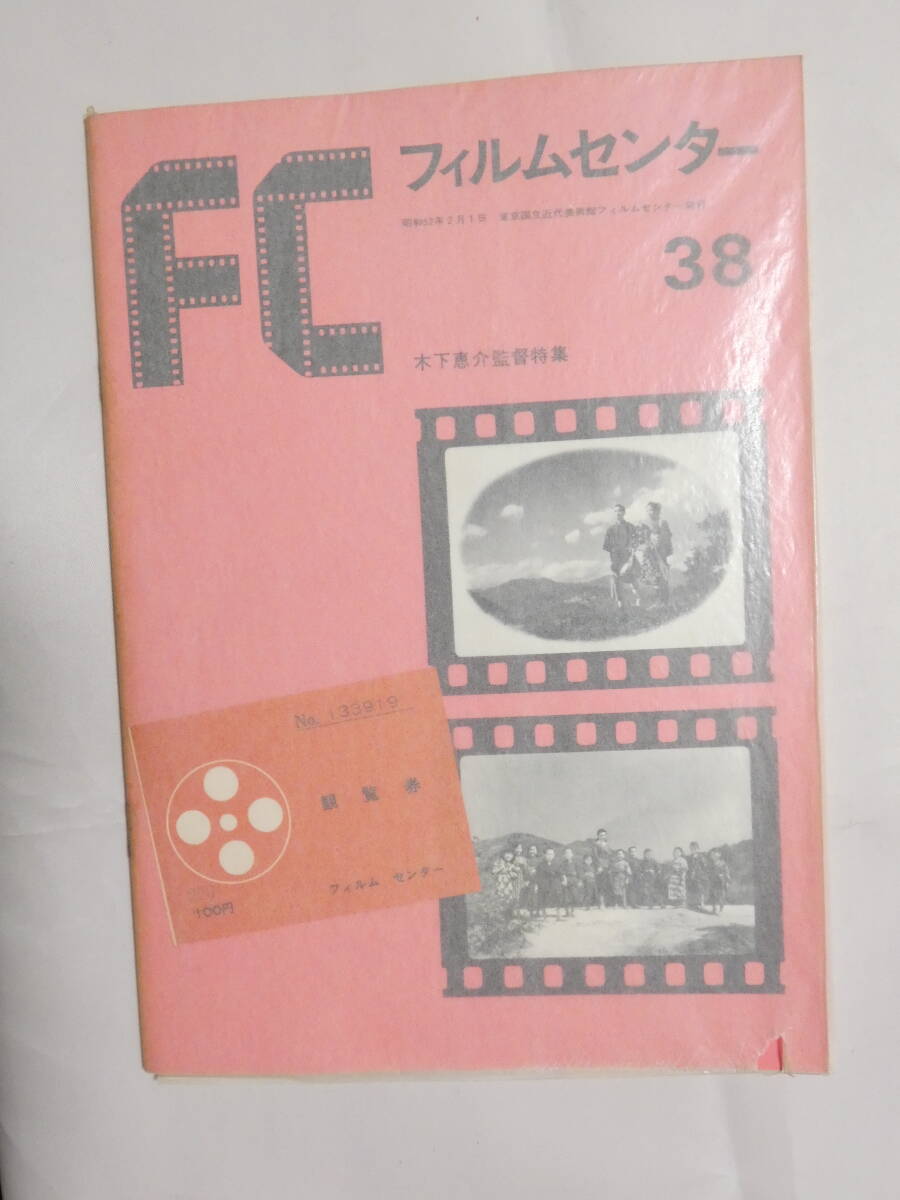 FC
フィルムセンター
昭和52年2月1日 東京国立近代美術館フィルムセンター発行
38
木下恵介監督特集
No. 133919
観覧券
フィルム センター
100円